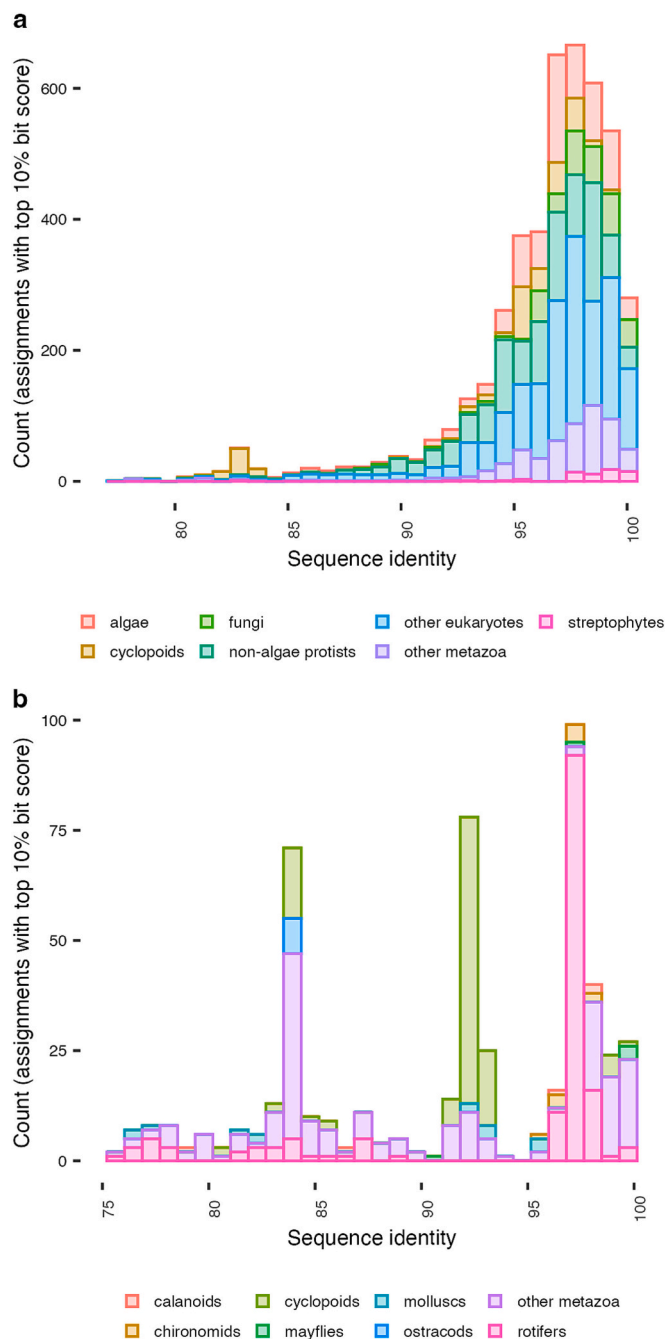 a
Count (assignments with top 10% bit score)
600
400
200
0
80
85
90
95
100
Sequence identity
algae
fungi
other eukaryotes
streptophytes
cyclopoids
non-algae protists
other metazoa
b
Count (assignments with top 10% bit score)
100
75
50
25
0
75
80
85
90
95
100
Sequence identity
calanoids
cyclopoids
molluscs
other metazoa
chironomids
mayflies
ostracods
rotifers